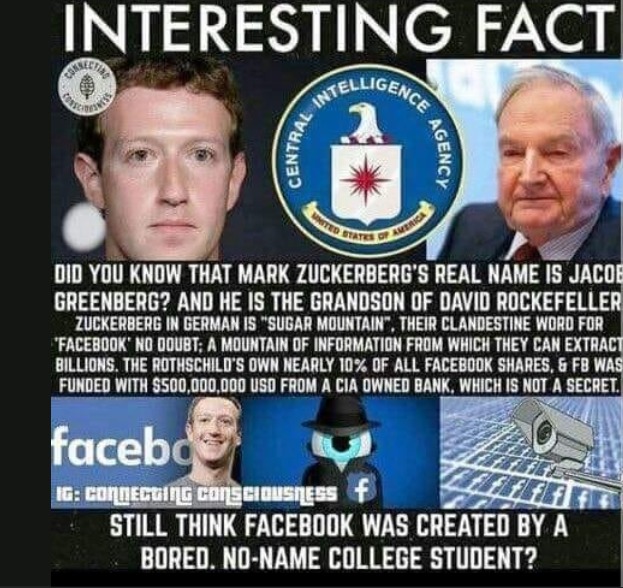 INTERESTING FACT
CONNECTING
CONSCIOUSNESS
CENTRAL INTELLIGENCE AGENCY
UNITED STATES OF AMERICA
DID YOU KNOW THAT MARK ZUCKERBERG'S REAL NAME IS JACOB
GREENBERG? AND HE IS THE GRANDSON OF DAVID ROCKEFELLER
ZUCKERBERG IN GERMAN IS "SUGAR MOUNTAIN", THEIR CLANDESTINE WORD FOR
'FACEBOOK' NO DOUBT; A MOUNTAIN OF INFORMATION FROM WHICH THEY CAN EXTRACT
BILLIONS. THE ROTHSCHILD'S OWN NEARLY 10% OF ALL FACEBOOK SHARES, & FB WAS
FUNDED WITH $500,000,000 USD FROM A CIA OWNED BANK, WHICH IS NOT A SECRET.
facebo
f
IG: CONNECTING CONSCIOUSNESS
STILL THINK FACEBOOK WAS CREATED BY A
BORED, NO-NAME COLLEGE STUDENT?